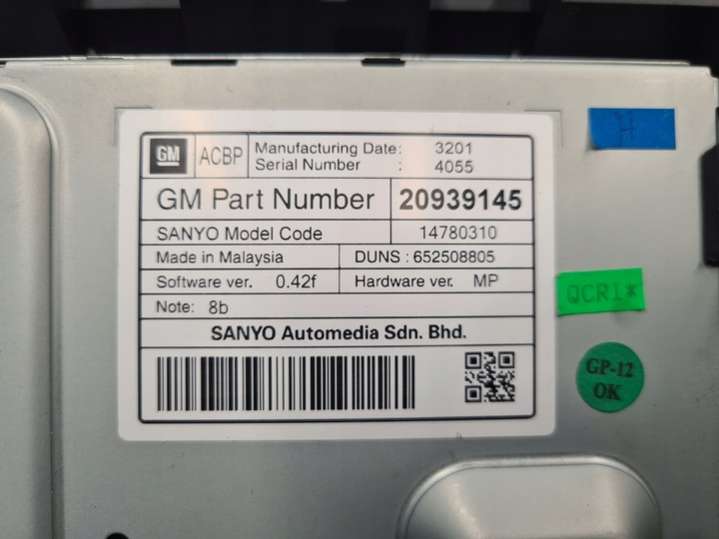 GM ACBP Manufacturing Date: 3201
Serial Number : 4055
GM Part Number 20939145
SANYO Model Code 14780310
Made in Malaysia DUNS : 652508805
Software ver. 0.42f Hardware ver. MP
Note: 8b
SANYO Automedia Sdn. Bhd.
H
QCRI*
GP-12
OK